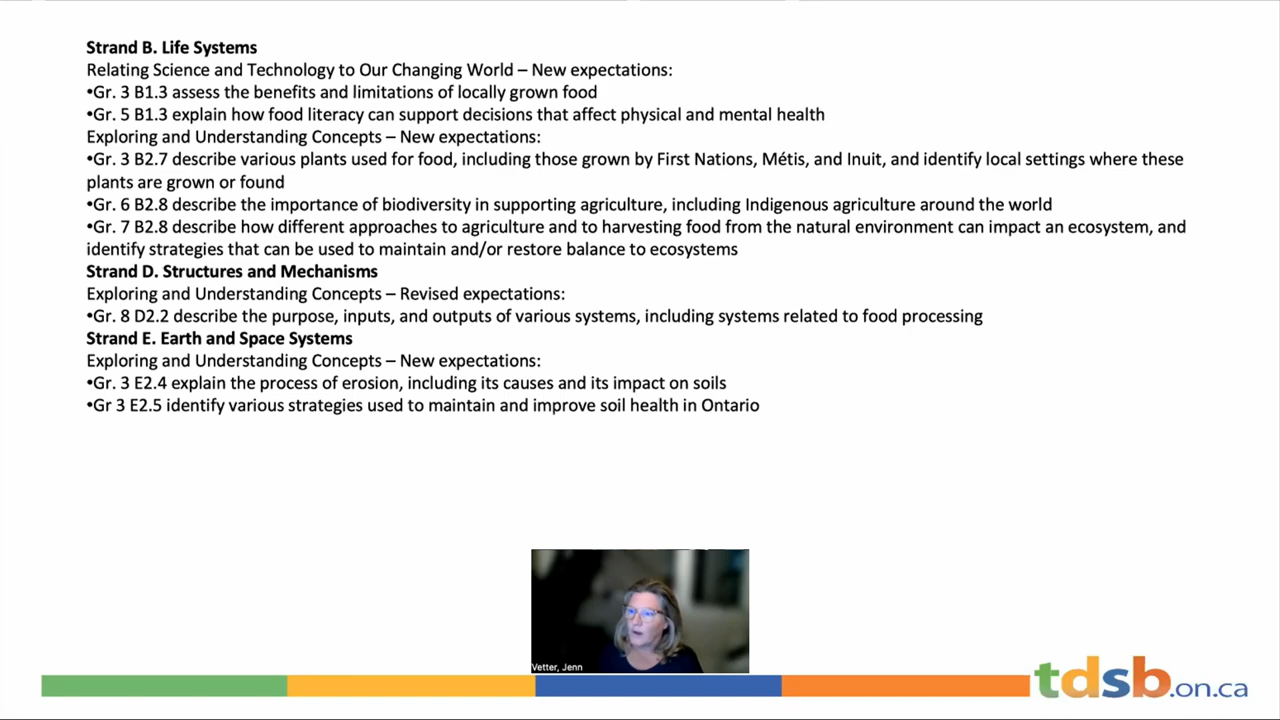 Strand B. Life Systems
Relating Science and Technology to Our Changing World – New expectations:
•Gr. 3 B1.3 assess the benefits and limitations of locally grown food
•Gr. 5 B1.3 explain how food literacy can support decisions that affect physical and mental health
Exploring and Understanding Concepts – New expectations:
•Gr. 3 B2.7 describe various plants used for food, including those grown by First Nations, Métis, and Inuit, and identify local settings where these
plants are grown or found
•Gr. 6 B2.8 describe the importance of biodiversity in supporting agriculture, including Indigenous agriculture around the world
•Gr. 7 B2.8 describe how different approaches to agriculture and to harvesting food from the natural environment can impact an ecosystem, and
identify strategies that can be used to maintain and/or restore balance to ecosystems
Strand D. Structures and Mechanisms
Exploring and Understanding Concepts – Revised expectations:
•Gr. 8 D2.2 describe the purpose, inputs, and outputs of various systems, including systems related to food processing
Strand E. Earth and Space Systems
Exploring and Understanding Concepts – New expectations:
•Gr. 3 E2.4 explain the process of erosion, including its causes and its impact on soils
•Gr 3 E2.5 identify various strategies used to maintain and improve soil health in Ontario
Vetter, Jenn
tdsb.on.ca